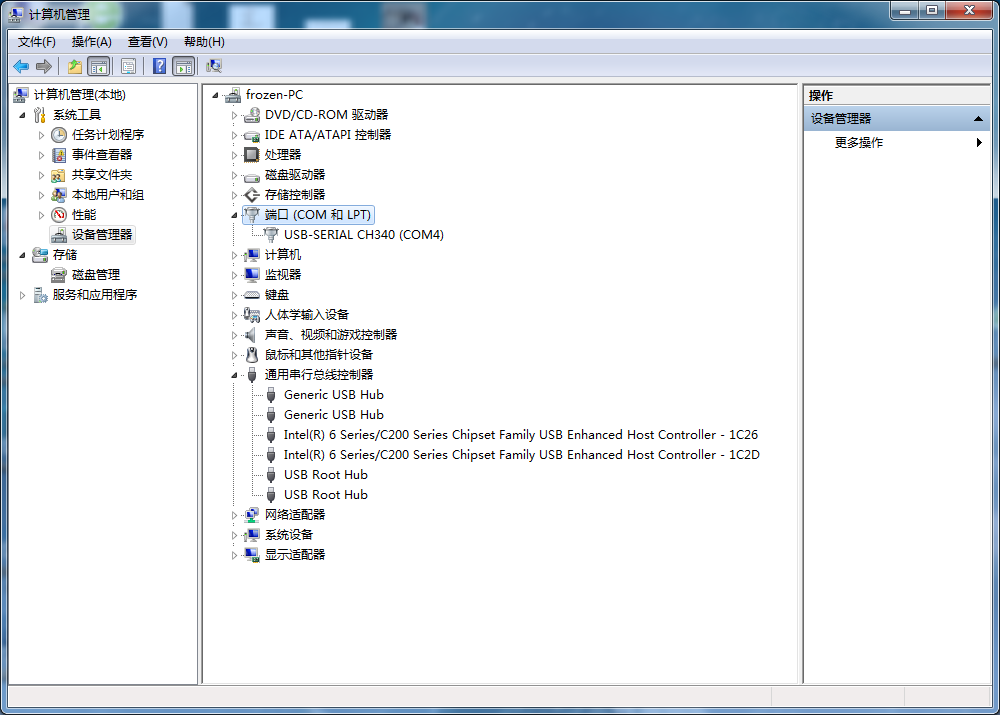 计算机管理
文件(F) 操作(A) 查看(V) 帮助(H)
计算机管理(本地)
系统工具
任务计划程序
事件查看器
共享文件夹
本地用户和组
性能
设备管理器
存储
磁盘管理
服务和应用程序
frozen-PC
DVD/CD-ROM 驱动器
IDE ATA/ATAPI 控制器
处理器
磁盘驱动器
存储控制器
端口 (COM 和 LPT)
USB-SERIAL CH340 (COM4)
计算机
监视器
键盘
人体学输入设备
声音、视频和游戏控制器
鼠标和其他指针设备
通用串行总线控制器
Generic USB Hub
Generic USB Hub
Intel(R) 6 Series/C200 Series Chipset Family USB Enhanced Host Controller - 1C26
Intel(R) 6 Series/C200 Series Chipset Family USB Enhanced Host Controller - 1C2D
USB Root Hub
USB Root Hub
网络适配器
系统设备
显示适配器
操作
设备管理器
更多操作